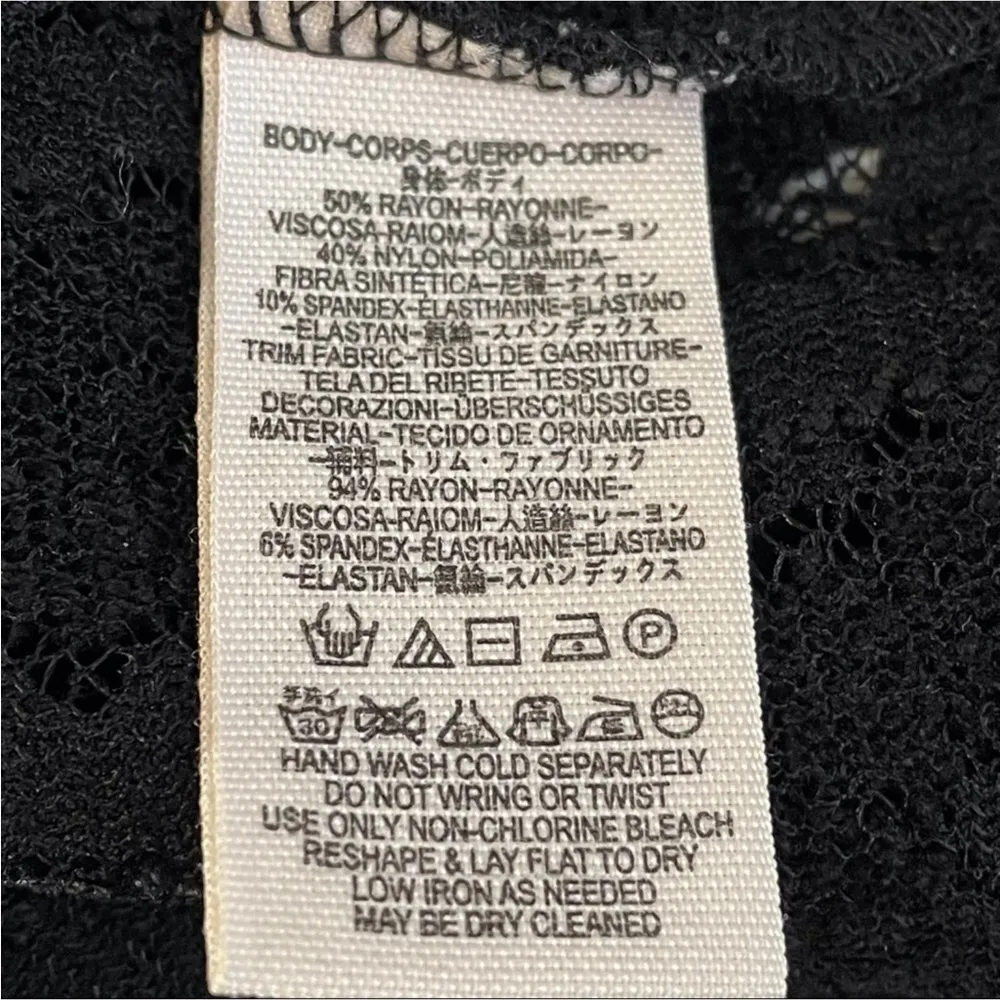 BODY-CORPS-CUERPO-CORPO-
身体-ボディ
50% RAYON-RAYONNE-
VISCOSA-RAIOM-人造絲-レーヨン
40% NYLON-POLIAMIDA-
FIBRA SINTÉTICA-尼龍-ナイロン
10% SPANDEX-ÉLASTHANNE-ELASTANO
-ELASTAN-氨綸-スパンデックス
TRIM FABRIC-TISSU DE GARNITURE-
TELA DEL RIBETE-TESSUTO
DECORAZIONI-ÜBERSCHÜSSIGES
MATERIAL-TECIDO DE ORNAMENTO
-輔料-トリム・ファブリック
94% RAYON-RAYONNE-
VISCOSA-RAIOM-人造絲-レーヨン
6% SPANDEX-ÉLASTHANNE-ELASTANO
-ELASTAN-氨綸-スパンデックス
P
手洗イ
30
HAND WASH COLD SEPARATELY
DO NOT WRING OR TWIST
USE ONLY NON-CHLORINE BLEACH
RESHAPE & LAY FLAT TO DRY
LOW IRON AS NEEDED
MAY BE DRY CLEANED